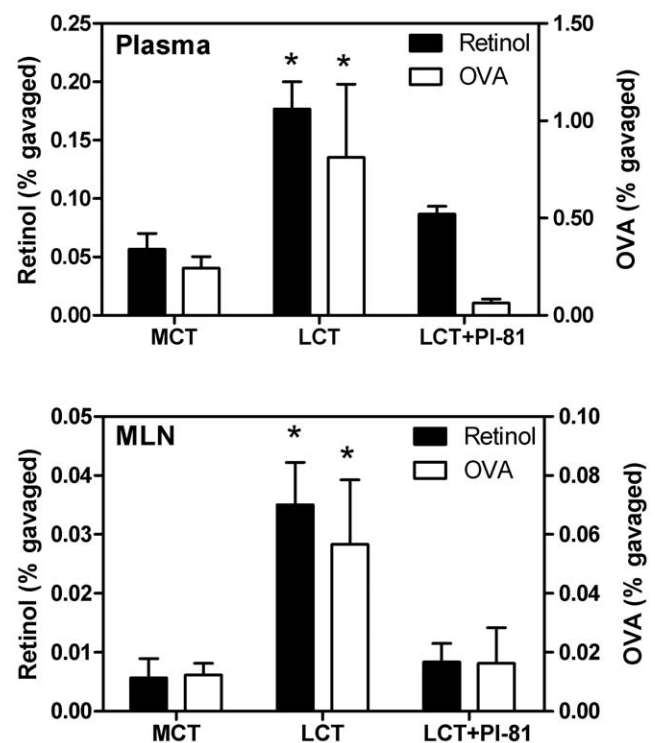 Plasma
Retinol
OVA
* *
Retinol (% gavaged)
0.25
0.20
0.15
0.10
0.05
0.00
OVA (% gavaged)
1.50
1.00
0.50
0.00
MCT LCT LCT+PI-81
MLN
Retinol
OVA
* *
Retinol (% gavaged)
0.05
0.04
0.03
0.02
0.01
0.00
OVA (% gavaged)
0.10
0.08
0.06
0.04
0.02
0.00
MCT LCT LCT+PI-81